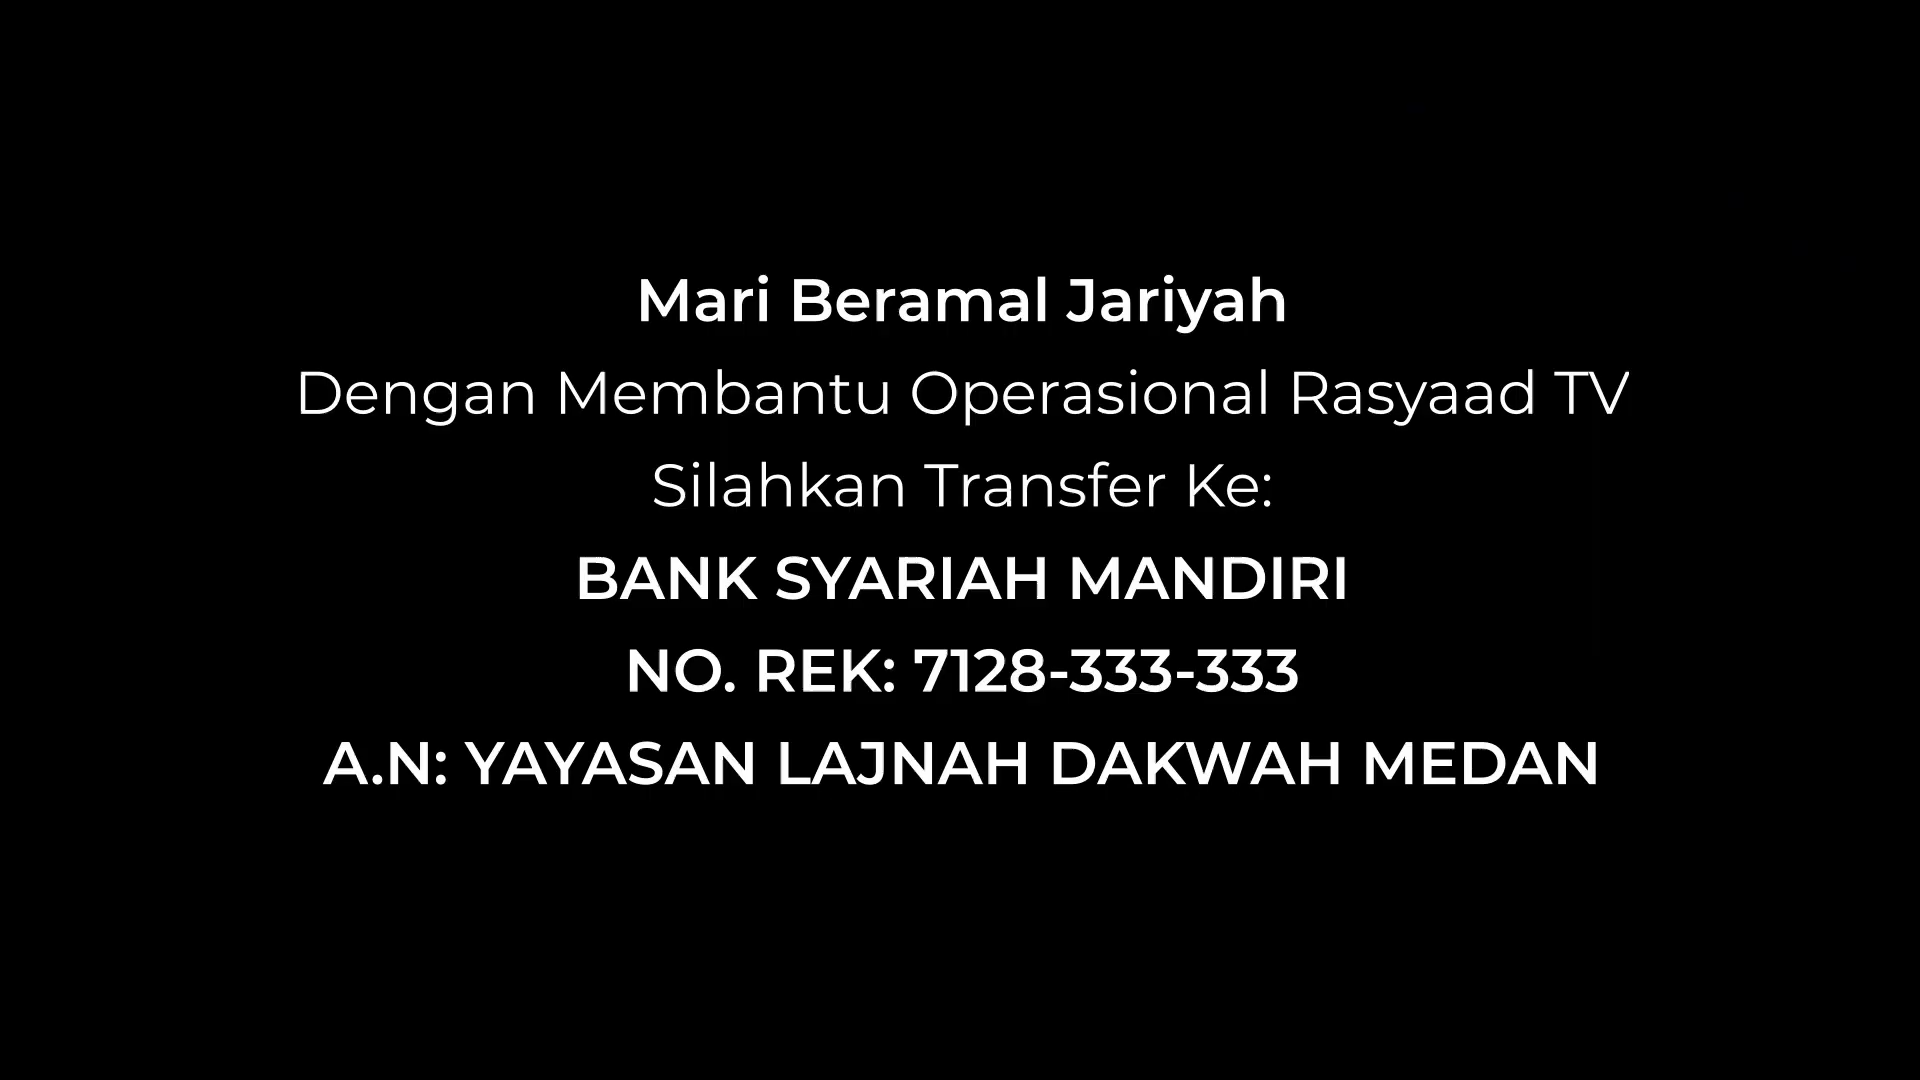 Mari Beramal Jariyah
Dengan Membantu Operasional Rasyaad TV
Silahkan Transfer Ke:
BANK SYARIAH MANDIRI
NO. REK: 7128-333-333
A.N: YAYASAN LAJNAH DAKWAH MEDAN